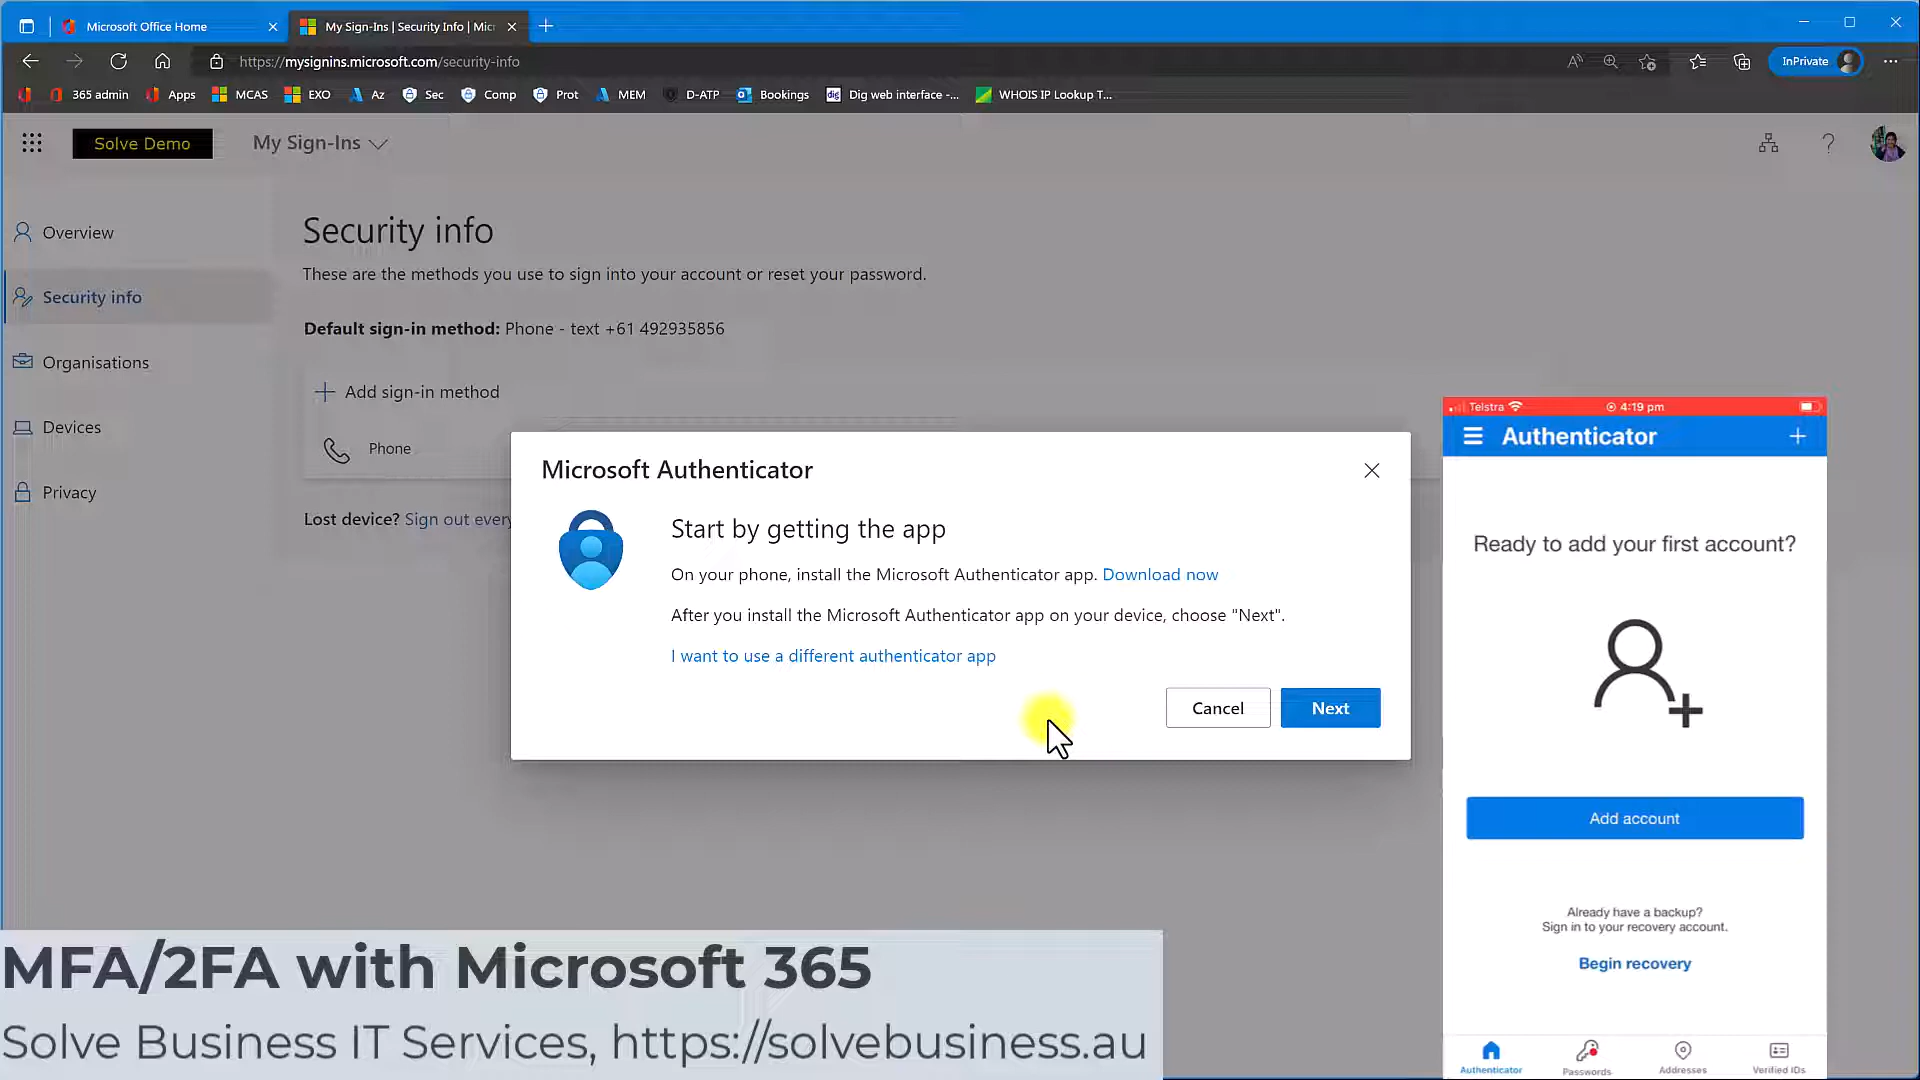 Microsoft Office Home
My Sign-Ins | Security Info | Mic
https://mysignins.microsoft.com/security-info
InPrivate
365 admin
Apps
MCAS
EXO
Az
Sec
Comp
Prot
MEM
D-ATP
Bookings
dig
Dig web interface -...
WHOIS IP Lookup T...
Solve Demo
My Sign-Ins
Overview
Security info
Organisations
Devices
Privacy
Security info
These are the methods you use to sign into your account or reset your password.
Default sign-in method: Phone - text +61 492935856
Add sign-in method
Phone
Lost device? Sign out every
Microsoft Authenticator
Start by getting the app
On your phone, install the Microsoft Authenticator app. Download now
After you install the Microsoft Authenticator app on your device, choose "Next".
I want to use a different authenticator app
Cancel
Next
Telstra
4:19 pm
Authenticator
Ready to add your first account?
Add account
Already have a backup?
Sign in to your recovery account.
Begin recovery
Authenticator
Passwords
Addresses
Verified IDs
MFA/2FA with Microsoft 365
Solve Business IT Services, https://solvebusiness.au